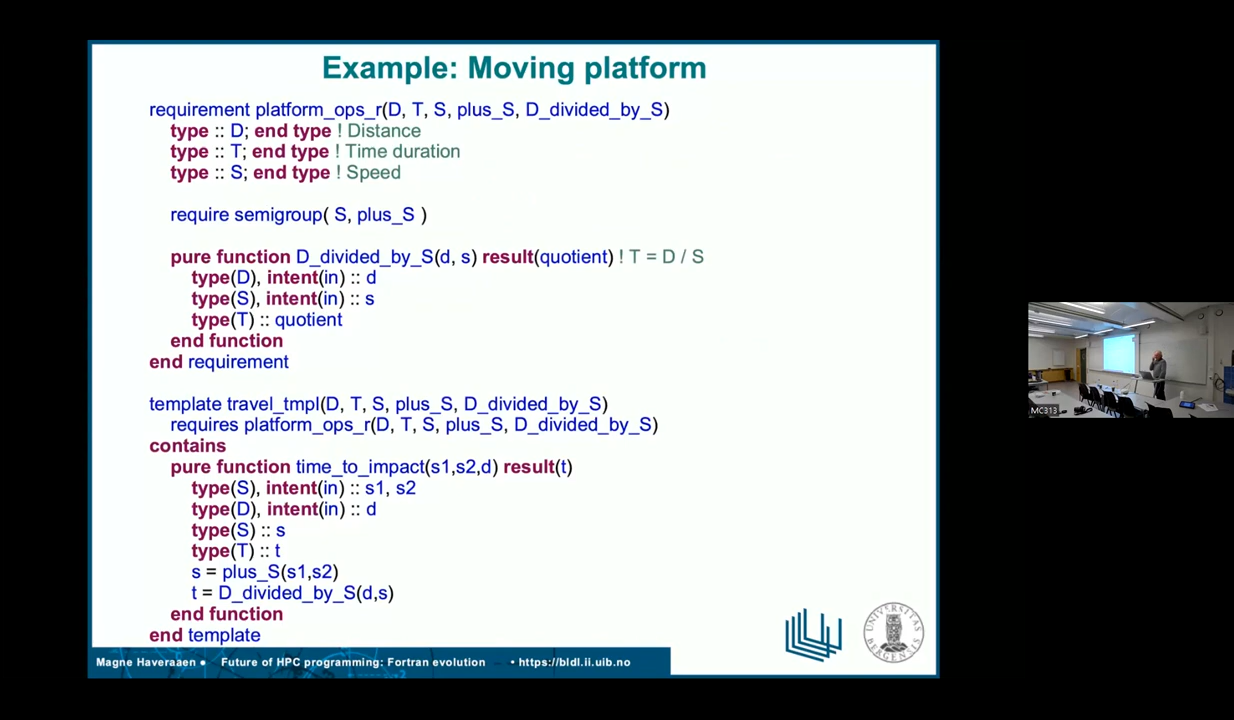 Example: Moving platform
requirement platform_ops_r(D, T, S, plus_S, D_divided_by_S)
type :: D; end type ! Distance
type :: T; end type ! Time duration
type :: S; end type ! Speed
require semigroup( S, plus_S )
pure function D_divided_by_S(d, s) result(quotient) ! T = D / S
type(D), intent(in) :: d
type(S), intent(in) :: s
type(T) :: quotient
end function
end requirement
template travel_tmpl(D, T, S, plus_S, D_divided_by_S)
requires platform_ops_r(D, T, S, plus_S, D_divided_by_S)
contains
pure function time_to_impact(s1,s2,d) result(t)
type(S), intent(in) :: s1, s2
type(D), intent(in) :: d
type(S) :: s
type(T) :: t
s = plus_S(s1,s2)
t = D_divided_by_S(d,s)
end function
end template
Magne Haveraaen • Future of HPC programming: Fortran evolution • https://bldl.ii.uib.no
UNIVERSITAS BERGENSIS
MC313